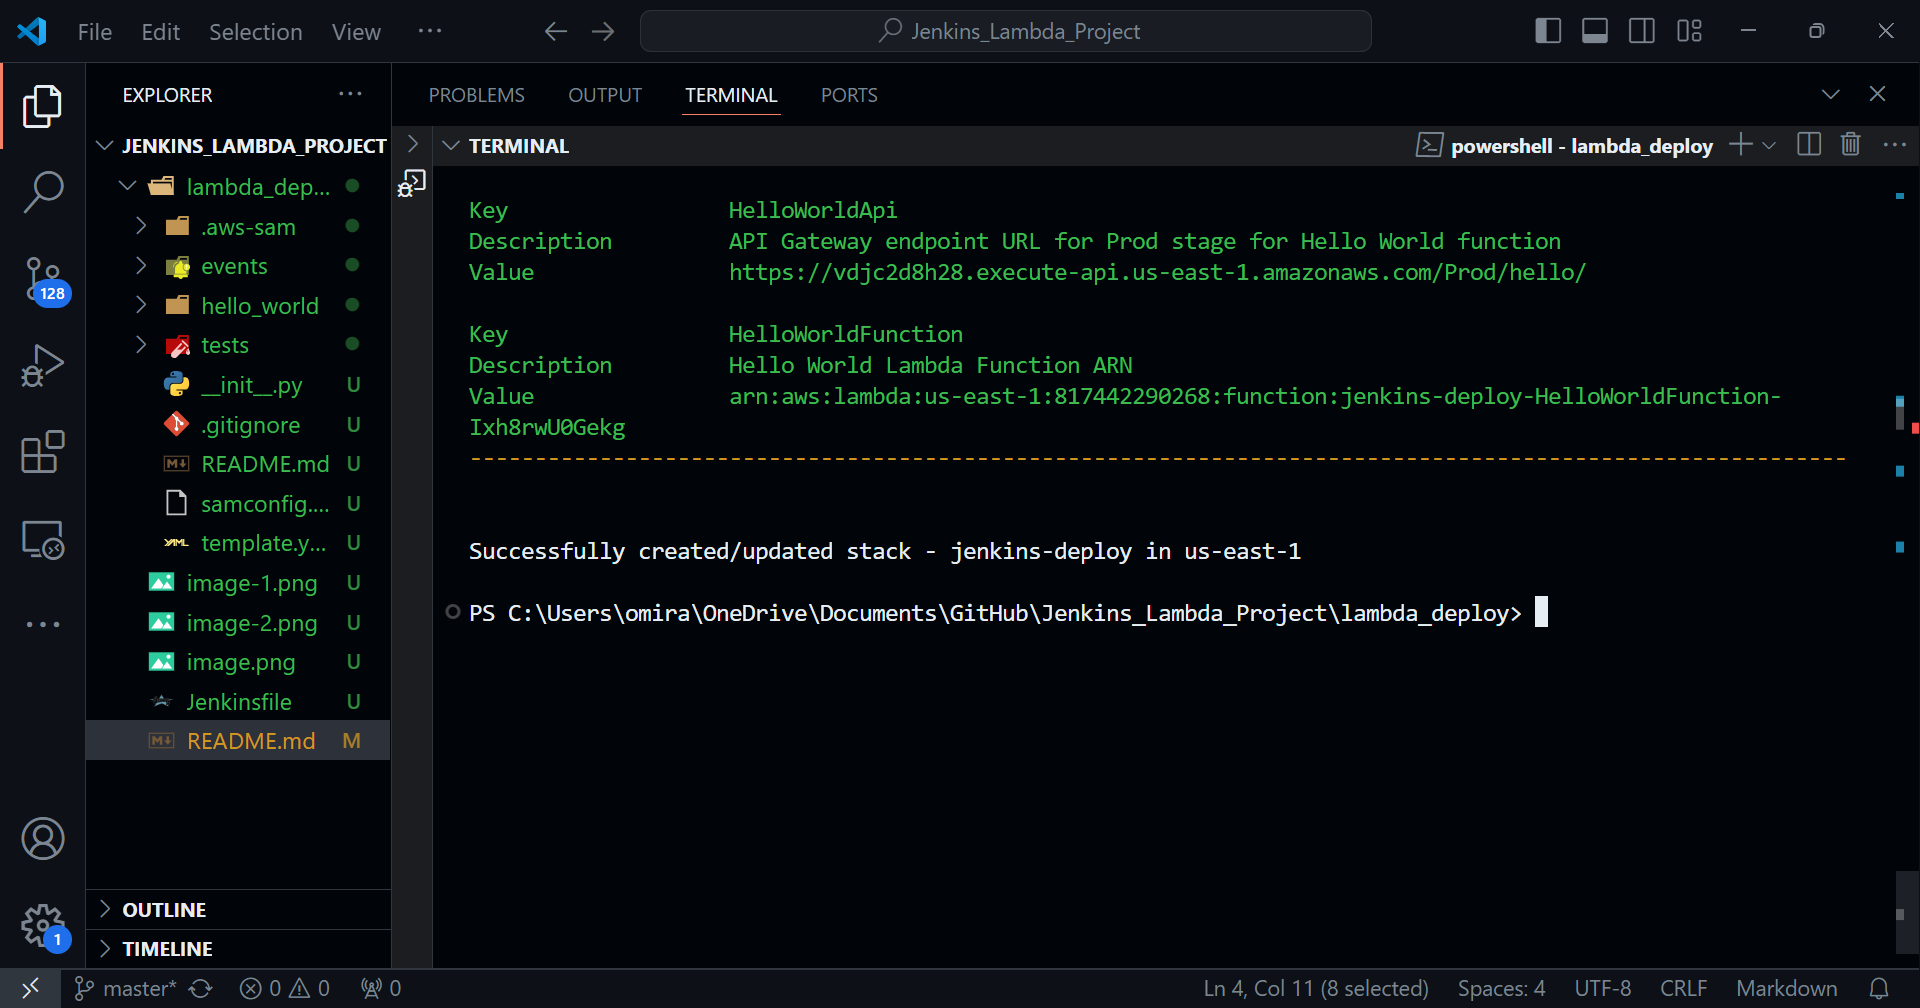 File Edit Selection View ···
Jenkins_Lambda_Project
EXPLORER ···
JENKINS_LAMBDA_PROJECT
lambda_dep...
.aws-sam
events
hello_world
tests
__init__.py U
.gitignore U
README.md U
samconfig.... U
template.y... U
image-1.png U
image-2.png U
image.png U
Jenkinsfile U
README.md M
OUTLINE
TIMELINE
128
1
PROBLEMS OUTPUT TERMINAL PORTS
TERMINAL
powershell - lambda_deploy
Key HelloWorldApi
Description API Gateway endpoint URL for Prod stage for Hello World function
Value https://vdjc2d8h28.execute-api.us-east-1.amazonaws.com/Prod/hello/
Key HelloWorldFunction
Description Hello World Lambda Function ARN
Value arn:aws:lambda:us-east-1:817442290268:function:jenkins-deploy-HelloWorldFunction-
Ixh8rwU0Gekg
----------------------------------------------------------------------------------------------------------
Successfully created/updated stack - jenkins-deploy in us-east-1
PS C:\Users\omira\OneDrive\Documents\GitHub\Jenkins_Lambda_Project\lambda_deploy>
master* 0 0 0 Ln 4, Col 11 (8 selected) Spaces: 4 UTF-8 CRLF Markdown